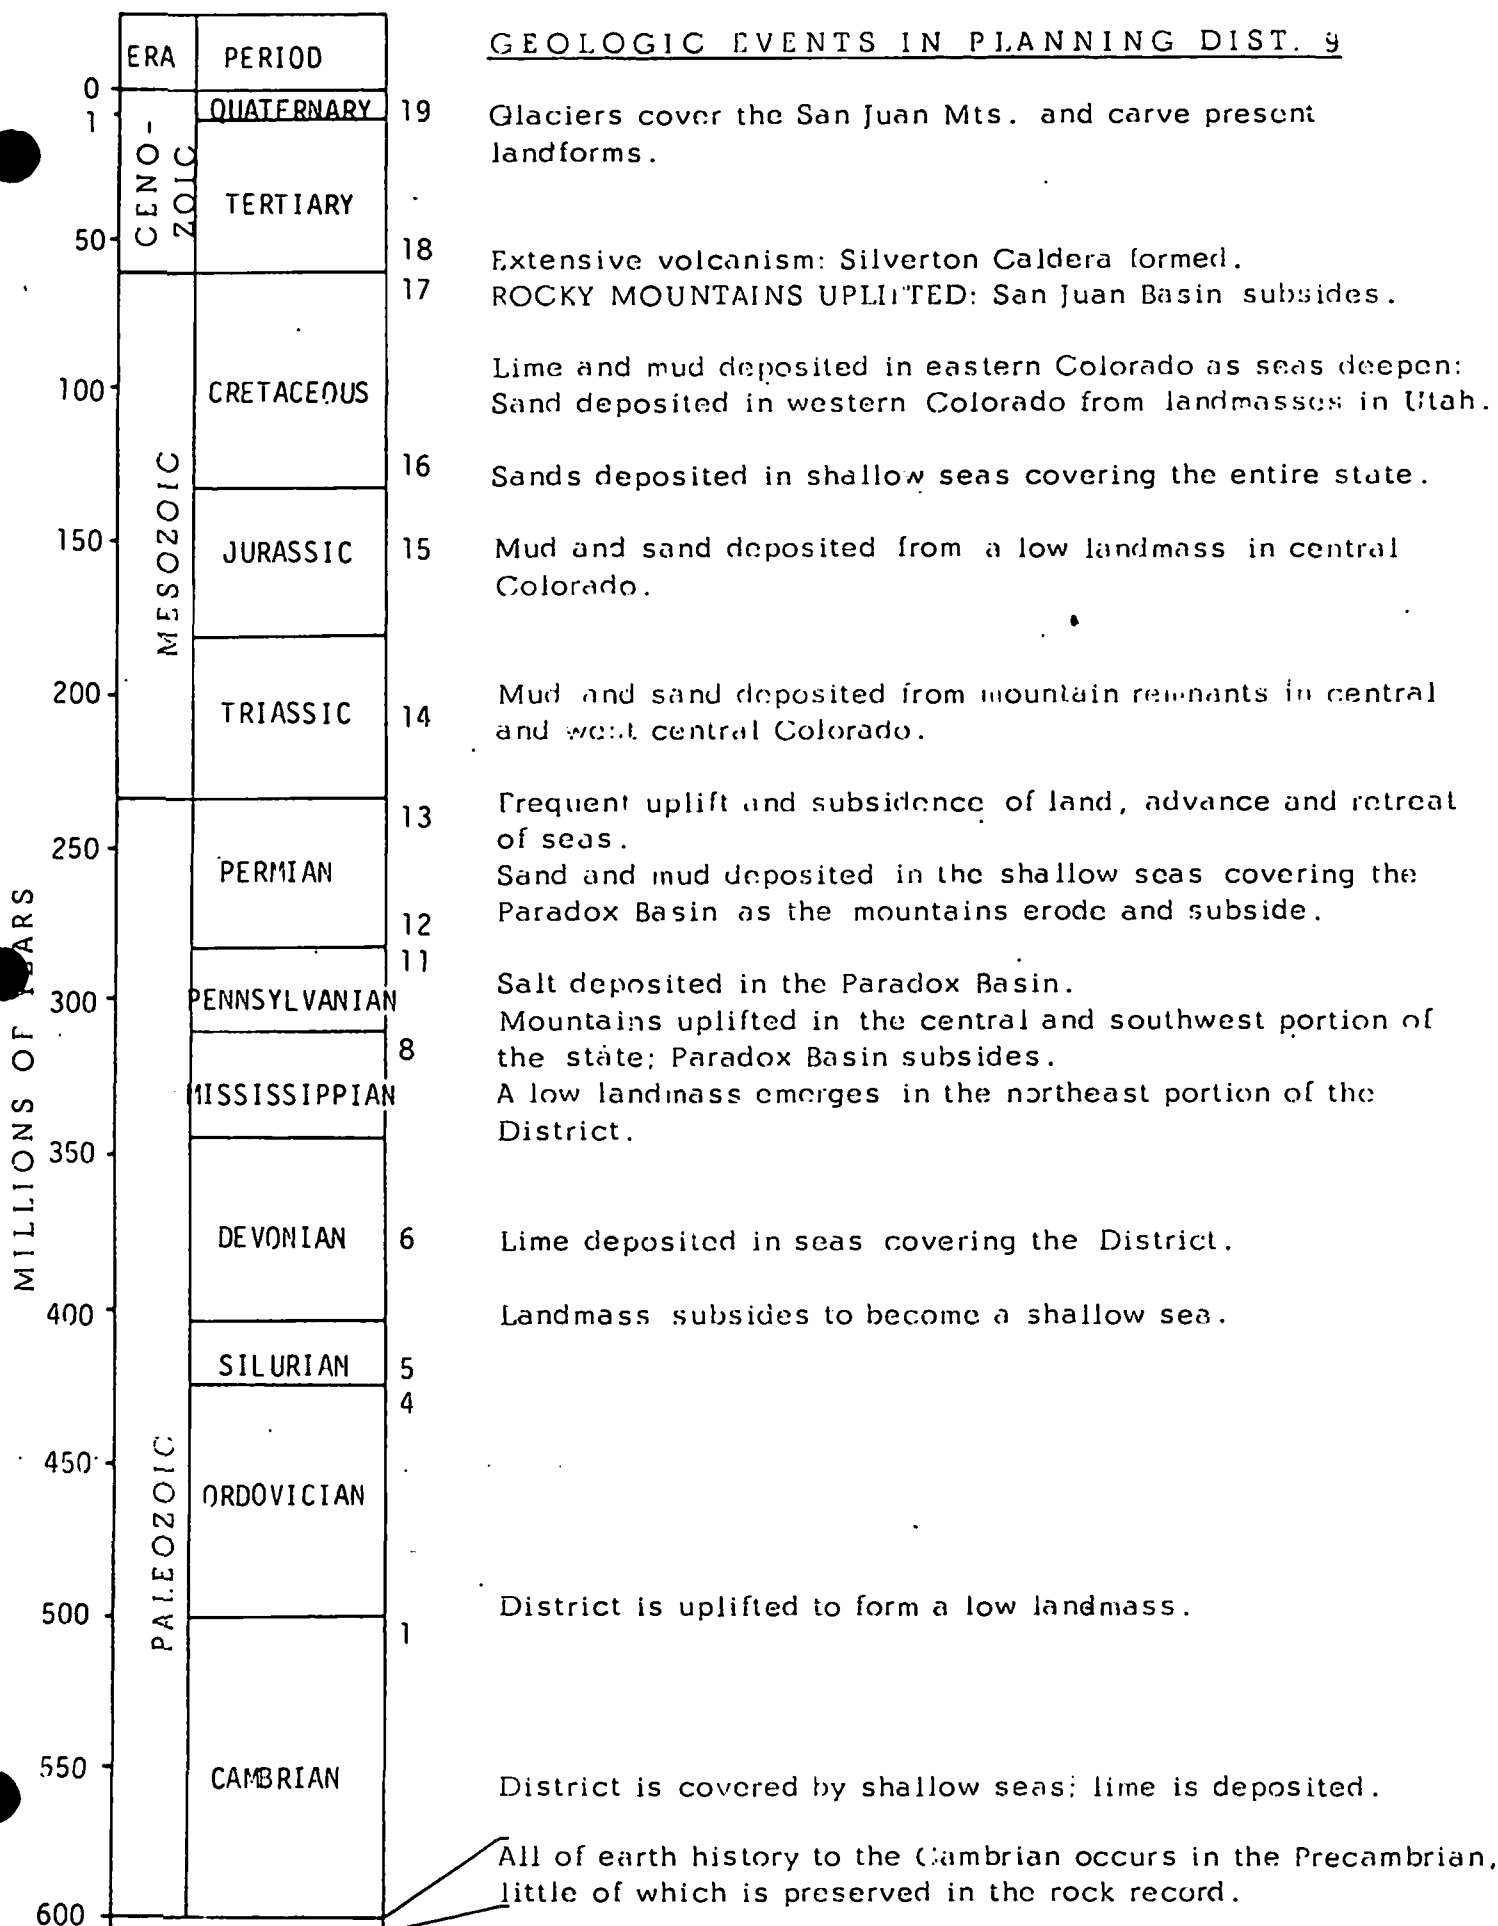 GEOLOGIC EVENTS IN PLANNING DIST. 9
ERA PERIOD
0
1
QUATERNARY 19 Glaciers cover the San Juan Mts. and carve present
landforms.
CENO-
ZOIC
TERTIARY
50
18 Extensive volcanism: Silverton Caldera formed.
17 ROCKY MOUNTAINS UPLIFTED: San Juan Basin subsides.
Lime and mud deposited in eastern Colorado as seas deepen:
100 CRETACEOUS Sand deposited in western Colorado from landmasses in Utah.
16 Sands deposited in shallow seas covering the entire state.
MESOZOIC
150 JURASSIC 15 Mud and sand deposited from a low landmass in central
Colorado.
200 Mud and sand deposited from mountain remnants in central
TRIASSIC 14 and west central Colorado.
13 Frequent uplift and subsidence of land, advance and retreat
250 of seas.
PERMIAN Sand and mud deposited in the shallow seas covering the
12 Paradox Basin as the mountains erode and subside.
11
Salt deposited in the Paradox Basin.
300 PENNSYLVANIAN Mountains uplifted in the central and southwest portion of
8 the state; Paradox Basin subsides.
MISSISSIPPIAN A low landmass emerges in the northeast portion of the
District.
350
MILLIONS OF YEARS
DEVONIAN 6 Lime deposited in seas covering the District.
400 Landmass subsides to become a shallow sea.
SILURIAN 5
4
450
ORDOVICIAN
PALEOZOIC
500 District is uplifted to form a low landmass.
1
550 CAMBRIAN District is covered by shallow seas; lime is deposited.
All of earth history to the Cambrian occurs in the Precambrian,
little of which is preserved in the rock record.
600